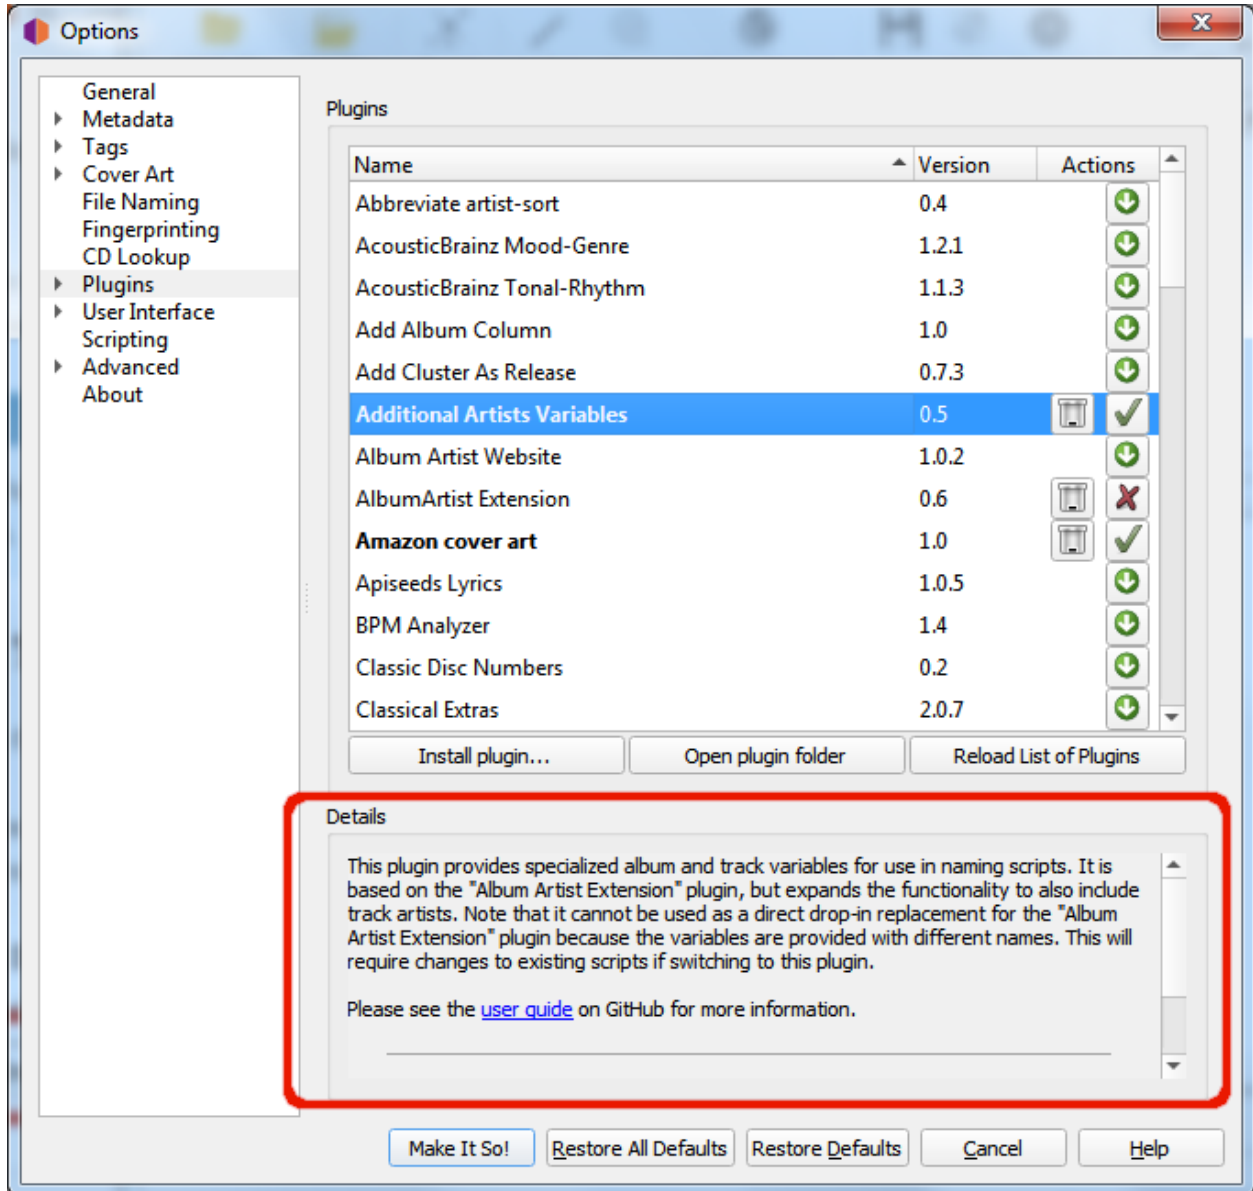 Options
General
Metadata
Tags
Cover Art
File Naming
Fingerprinting
CD Lookup
Plugins
User Interface
Scripting
Advanced
About
Plugins
Name Version Actions
Abbreviate artist-sort 0.4
AcousticBrainz Mood-Genre 1.2.1
AcousticBrainz Tonal-Rhythm 1.1.3
Add Album Column 1.0
Add Cluster As Release 0.7.3
Additional Artists Variables 0.5
Album Artist Website 1.0.2
AlbumArtist Extension 0.6
Amazon cover art 1.0
Apiseeds Lyrics 1.0.5
BPM Analyzer 1.4
Classic Disc Numbers 0.2
Classical Extras 2.0.7
Install plugin... Open plugin folder Reload List of Plugins
Details
This plugin provides specialized album and track variables for use in naming scripts. It is
based on the "Album Artist Extension" plugin, but expands the functionality to also include
track artists. Note that it cannot be used as a direct drop-in replacement for the "Album
Artist Extension" plugin because the variables are provided with different names. This will
require changes to existing scripts if switching to this plugin.
Please see the user guide on GitHub for more information.
Make It So! Restore All Defaults Restore Defaults Cancel Help